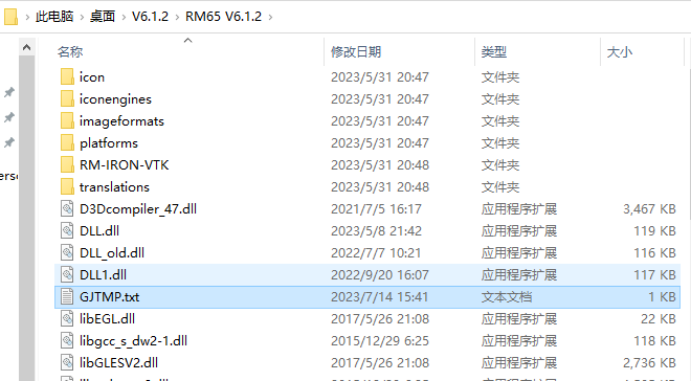 此电脑 › 桌面 › V6.1.2 › RM65 V6.1.2 ›
名称 修改日期 类型 大小
icon 2023/5/31 20:47 文件夹
iconengines 2023/5/31 20:47 文件夹
imageformats 2023/5/31 20:47 文件夹
platforms 2023/5/31 20:47 文件夹
RM-IRON-VTK 2023/5/31 20:48 文件夹
translations 2023/5/31 20:48 文件夹
D3Dcompiler_47.dll 2021/7/5 16:17 应用程序扩展 3,467 KB
DLL.dll 2023/5/8 21:42 应用程序扩展 119 KB
DLL_old.dll 2022/7/7 10:21 应用程序扩展 116 KB
DLL1.dll 2022/9/20 16:07 应用程序扩展 117 KB
GJTMP.txt 2023/7/14 15:41 文本文档 1 KB
libEGL.dll 2017/5/26 21:08 应用程序扩展 22 KB
libgcc_s_dw2-1.dll 2015/12/29 6:25 应用程序扩展 118 KB
libGLESV2.dll 2017/5/26 21:08 应用程序扩展 2,736 KB